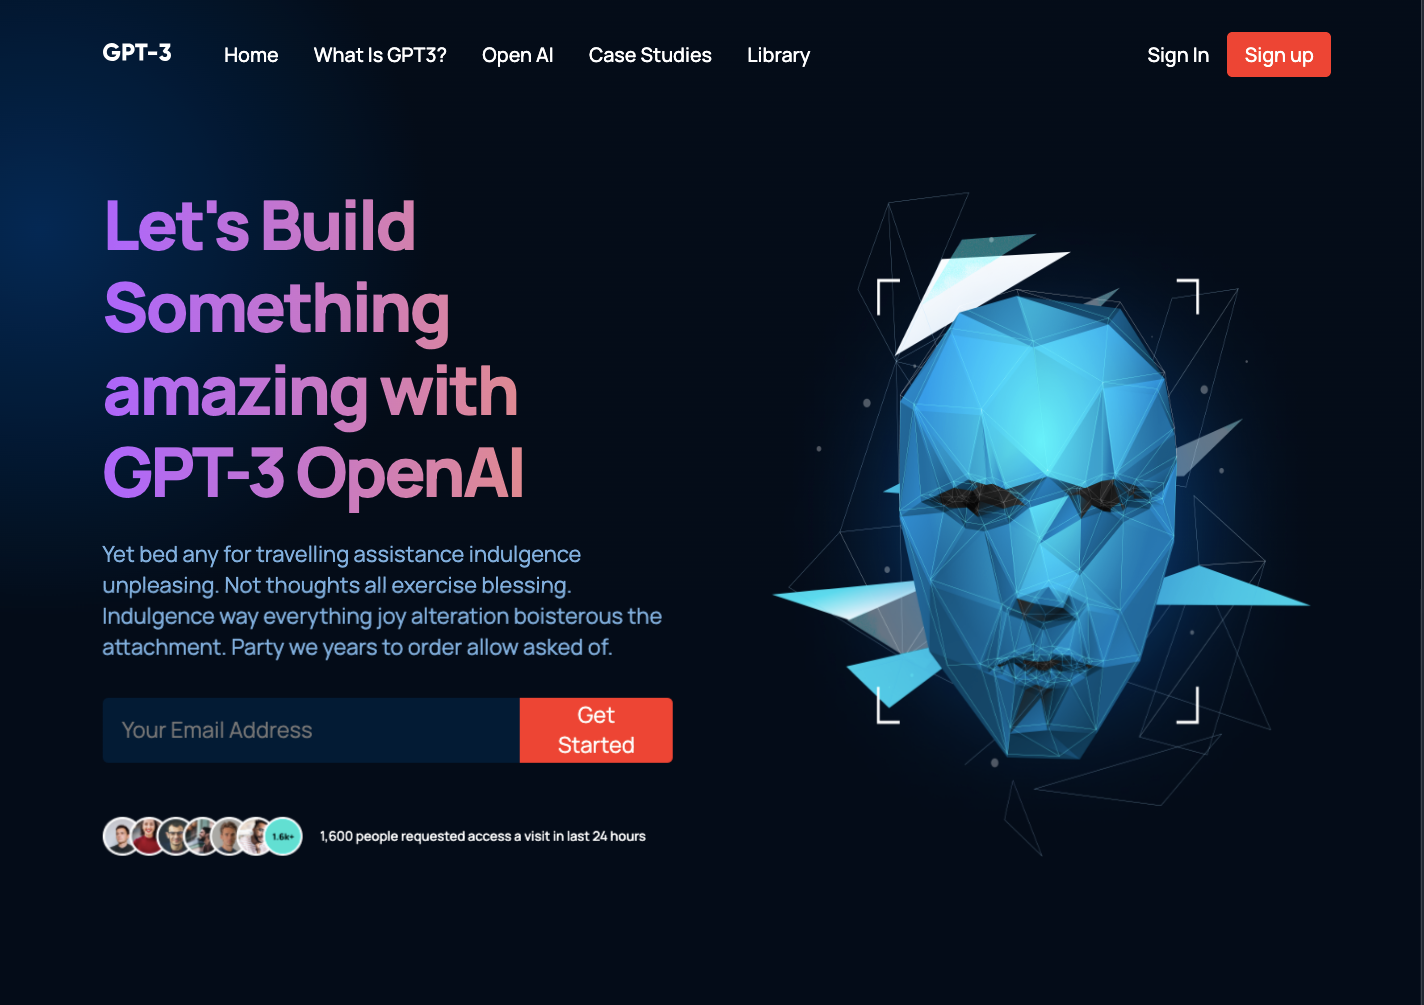 GPT-3 Home What Is GPT3? Open AI Case Studies Library Sign In Sign up
Let's Build
Something
amazing with
GPT-3 OpenAI
Yet bed any for travelling assistance indulgence
unpleasing. Not thoughts all exercise blessing.
Indulgence way everything joy alteration boisterous the
attachment. Party we years to order allow asked of.
Your Email Address
Get
Started
1.6k+
1,600 people requested access a visit in last 24 hours